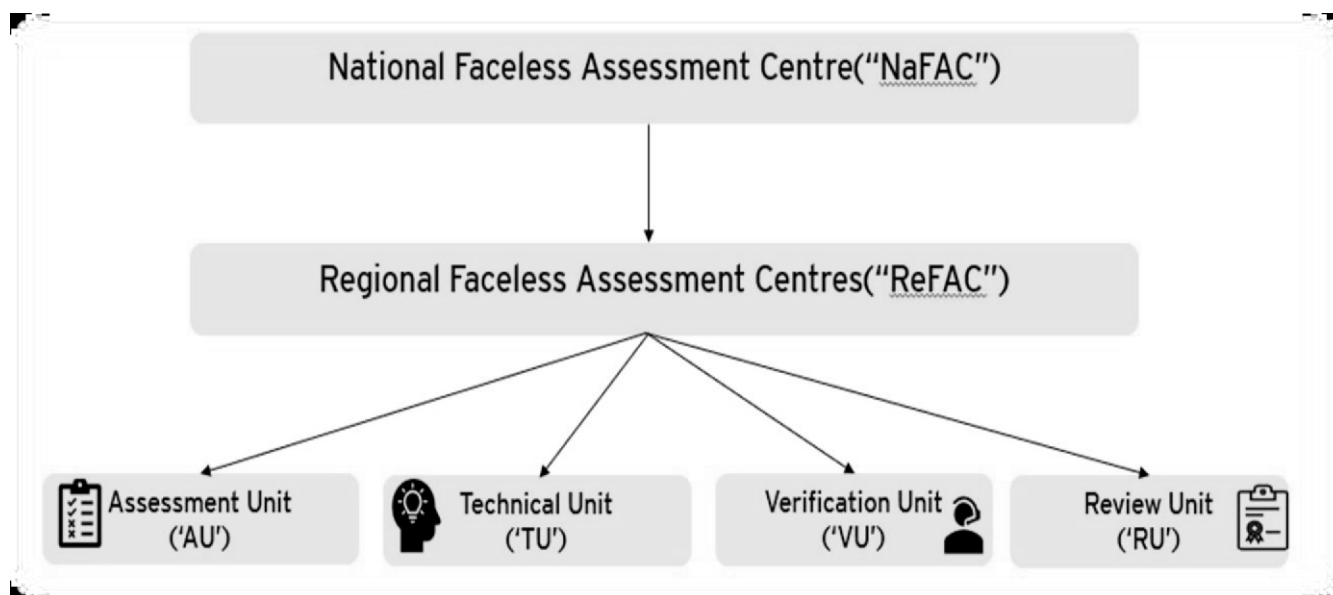 National Faceless Assessment Centre(“NaFAC”)
Regional Faceless Assessment Centres(“ReFAC”)
Assessment Unit
(‘AU’)
Technical Unit
(‘TU’)
Verification Unit
(‘VU’)
Review Unit
(‘RU’)